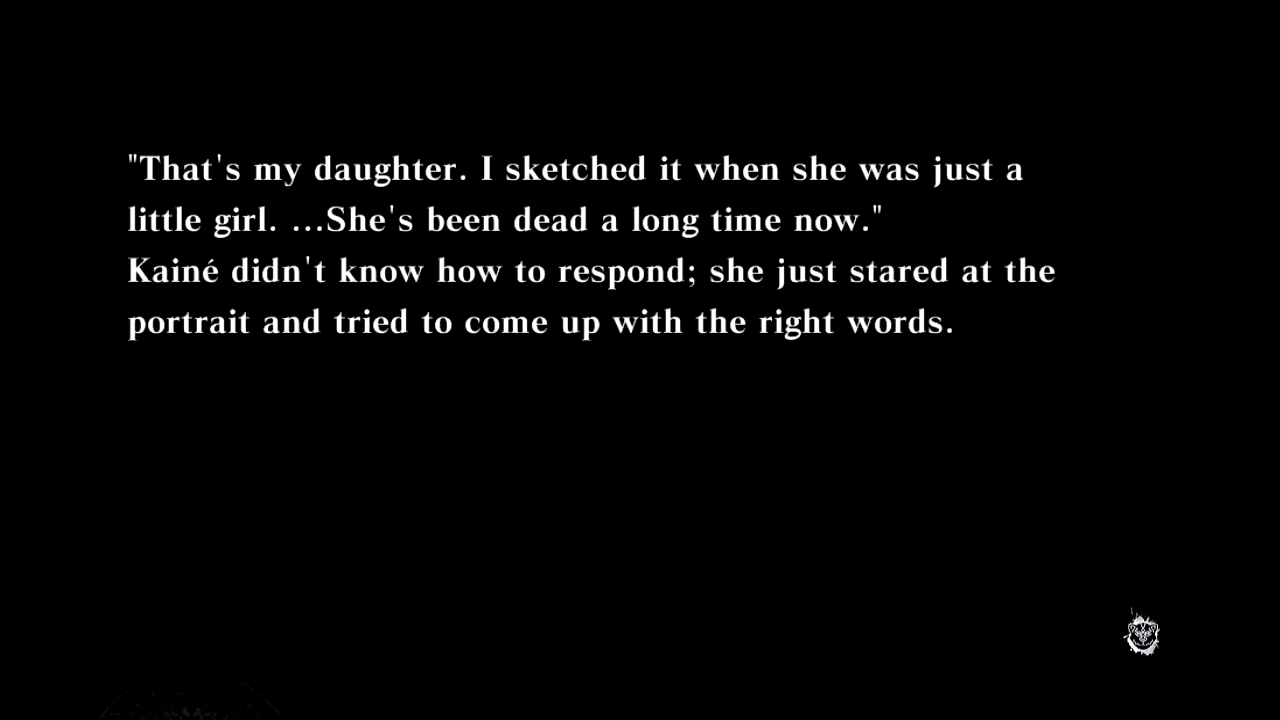 "That's my daughter. I sketched it when she was just a
little girl. ...She's been dead a long time now."
Kainé didn't know how to respond; she just stared at the
portrait and tried to come up with the right words.